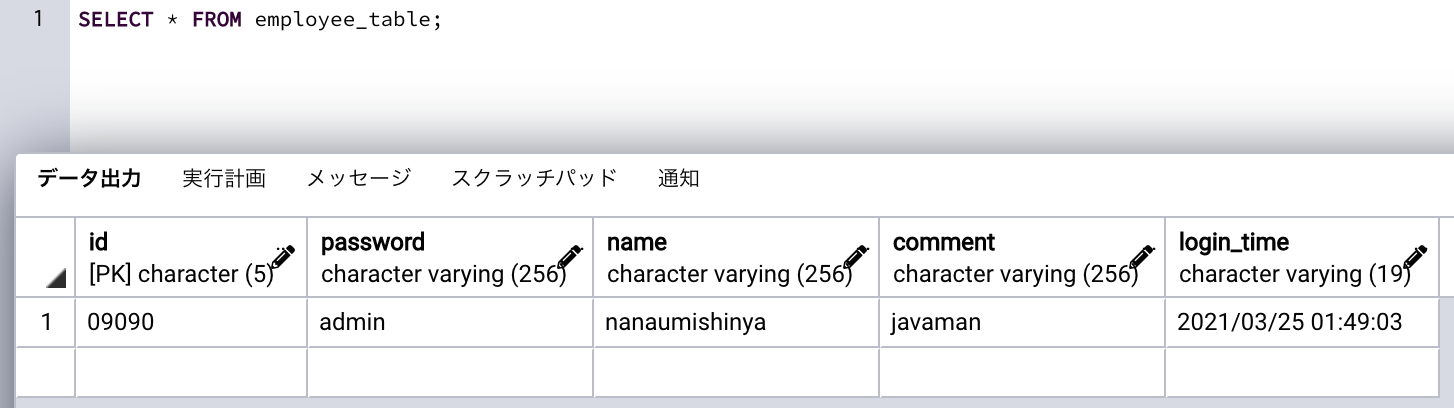 1 SELECT * FROM employee_table;
データ出力 実行計画 メッセージ スクラッチパッド 通知
id password name comment login_time
[PK] character (5) character varying (256) character varying (256) character varying (256) character varying (19)
1 09090 admin nanaumishinya javaman 2021/03/25 01:49:03